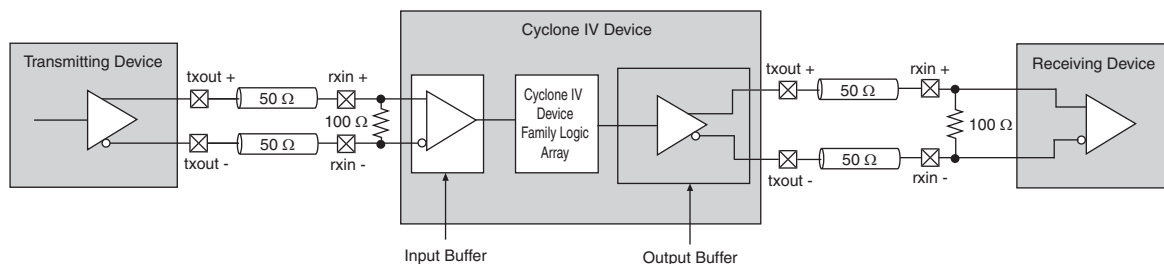 Cyclone IV Device
Transmitting Device
txout +
rxin +
50 Ω
100 Ω
50 Ω
txout -
rxin -
Cyclone IV
Device
Family Logic
Array
txout +
rxin +
50 Ω
100 Ω
50 Ω
txout -
rxin -
Receiving Device
Input Buffer
Output Buffer